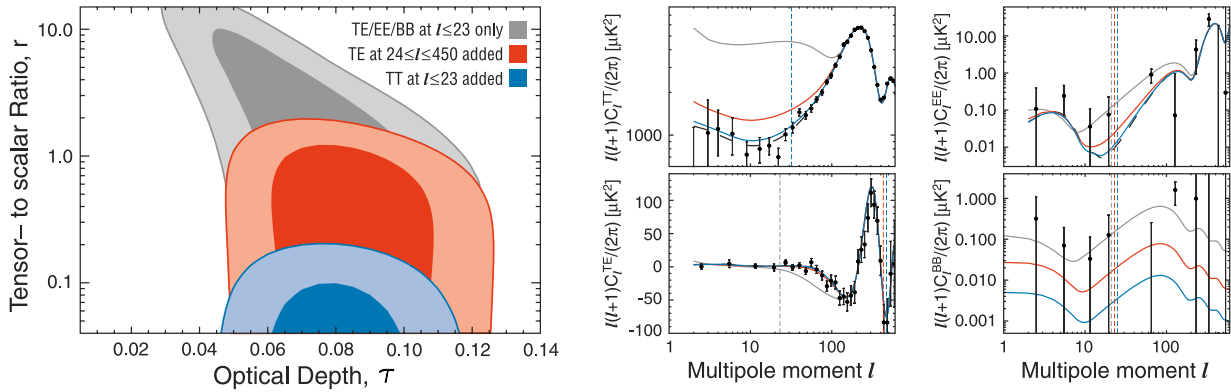 Tensor– to scalar Ratio, r
10.0
1.0
0.1
TE/EE/BB at l≤23 only
TE at 24≤l≤450 added
TT at l≤23 added
0.02 0.04 0.06 0.08 0.10 0.12 0.14
Optical Depth, τ
l(l+1)C_l^TT/(2π) [μK²]
1000
l(l+1)C_l^TE/(2π) [μK²]
100
50
0
-50
-100
1 10 100
Multipole moment l
l(l+1)C_l^EE/(2π) [μK²]
10.00
1.00
0.10
0.01
l(l+1)C_l^BB/(2π) [μK²]
1.000
0.100
0.010
0.001
1 10 100
Multipole moment l